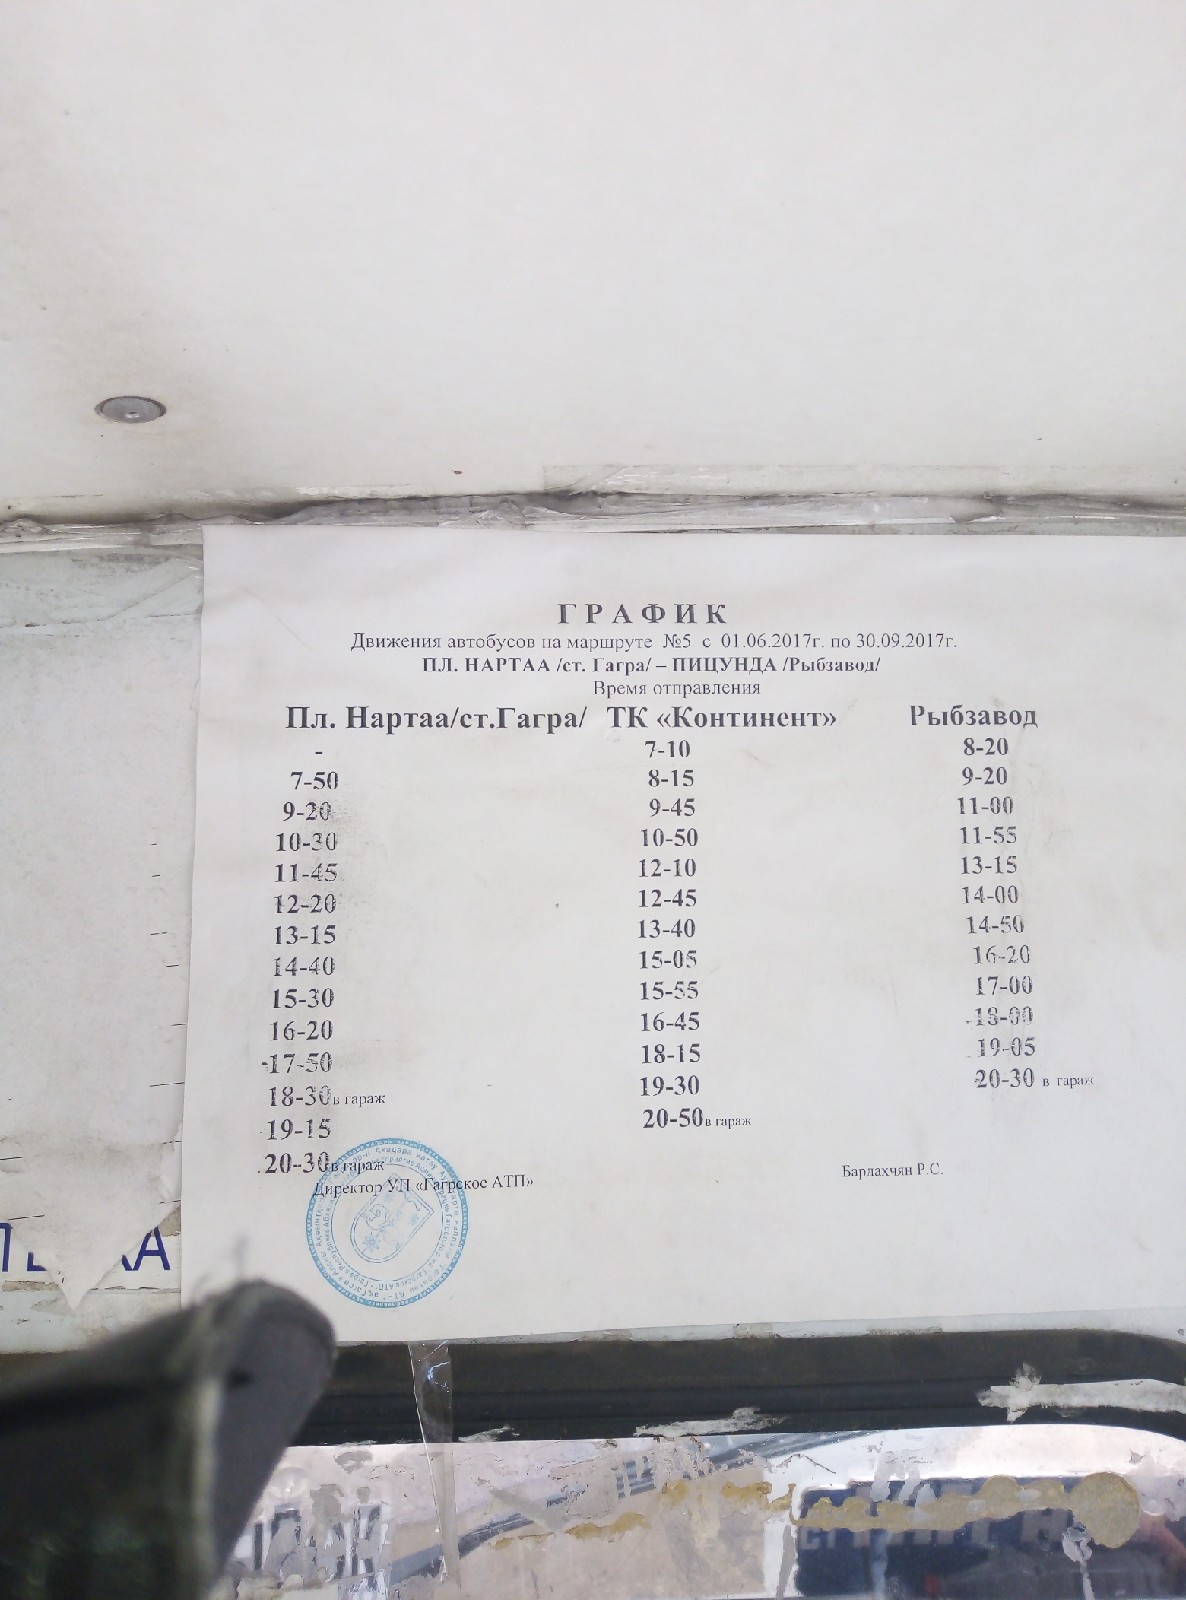 ГРАФИК
Движения автобусов на маршруте №5 с 01.06.2017г. по 30.09.2017г.
ПЛ. НАРТАА /ст. Гагра/ – ПИЦУНДА /Рыбзавод/
Время отправления
Пл. Нартаа/ст.Гагра/ ТК «Континент» Рыбзавод
- 7-10 8-20
7-50 8-15 9-20
9-20 9-45 11-00
10-30 10-50 11-55
11-45 12-10 13-15
12-20 12-45 14-00
13-15 13-40 14-50
14-40 15-05 16-20
15-30 15-55 17-00
16-20 16-45 18-00
17-50 18-15 19-05
18-30 в гараж 19-30 20-30 в гараж
19-15 20-50 в гараж
20-30 в гараж
Директор УП «Гагрское АТП» Бардахчян Р.С.